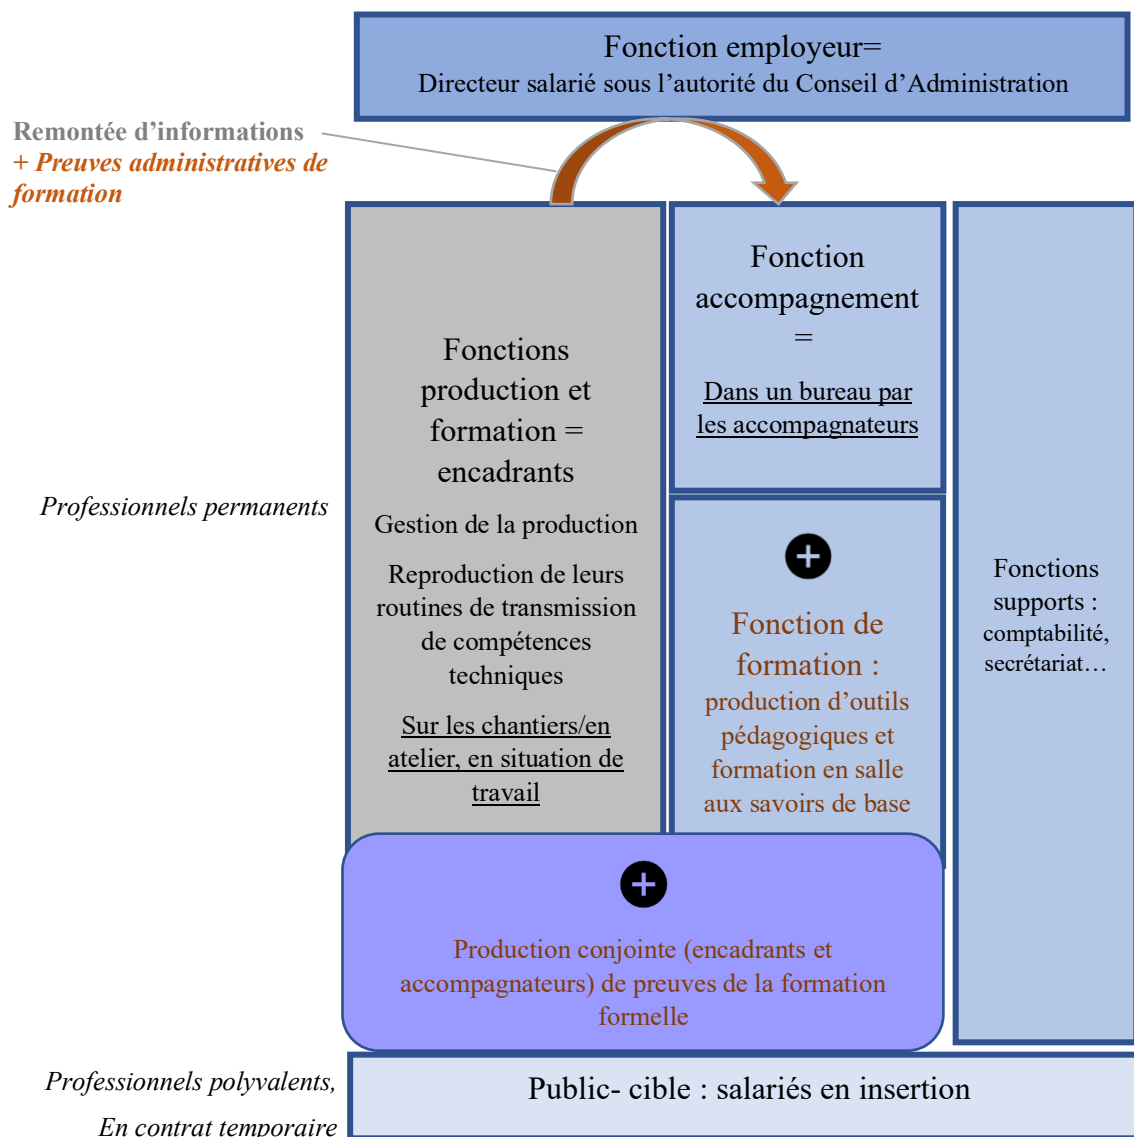 Fonction employeur=
Directeur salarié sous l’autorité du Conseil d’Administration
Remontée d’informations
+ Preuves administratives de
formation
Professionnels permanents
Fonctions
production et
formation =
encadrants
Gestion de la production
Reproduction de leurs
routines de transmission
de compétences
techniques
Sur les chantiers/en
atelier, en situation de
travail
Fonction
accompagnement
=
Dans un bureau par
les accompagnateurs
+
Fonction de
formation :
production d’outils
pédagogiques et
formation en salle
aux savoirs de base
Fonctions
supports :
comptabilité,
secrétariat…
+
Production conjointe (encadrants et
accompagnateurs) de preuves de la formation
formelle
Professionnels polyvalents,
En contrat temporaire
Public- cible : salariés en insertion